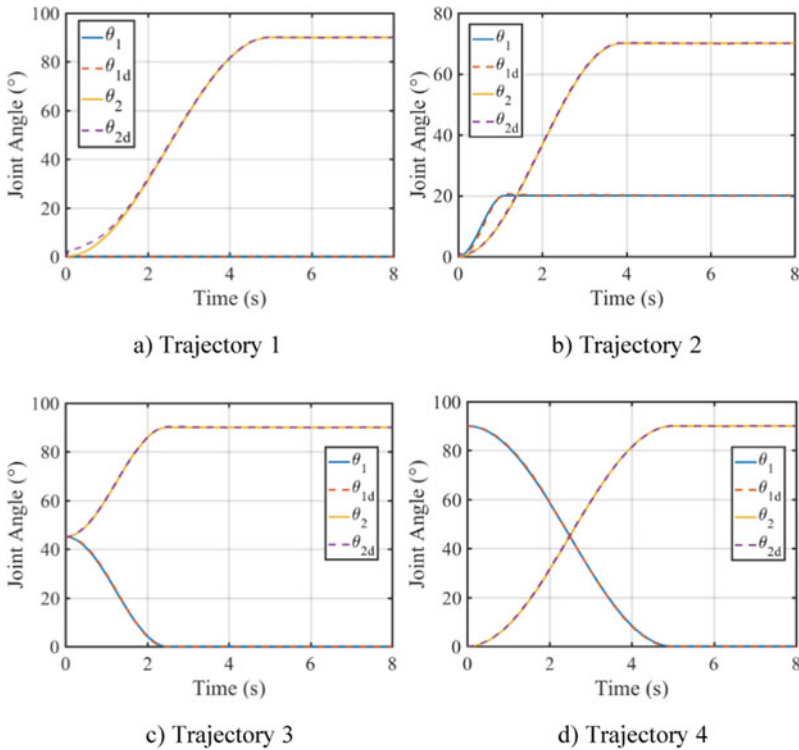 100
80
60
40
20
0
Joint Angle (°)
θ1
θ1d
θ2
θ2d
0 2 4 6 8
Time (s)
a) Trajectory 1
80
60
40
20
0
Joint Angle (°)
θ1
θ1d
θ2
θ2d
0 2 4 6 8
Time (s)
b) Trajectory 2
100
80
60
40
20
0
Joint Angle (°)
θ1
θ1d
θ2
θ2d
0 2 4 6 8
Time (s)
c) Trajectory 3
100
80
60
40
20
0
Joint Angle (°)
θ1
θ1d
θ2
θ2d
0 2 4 6 8
Time (s)
d) Trajectory 4